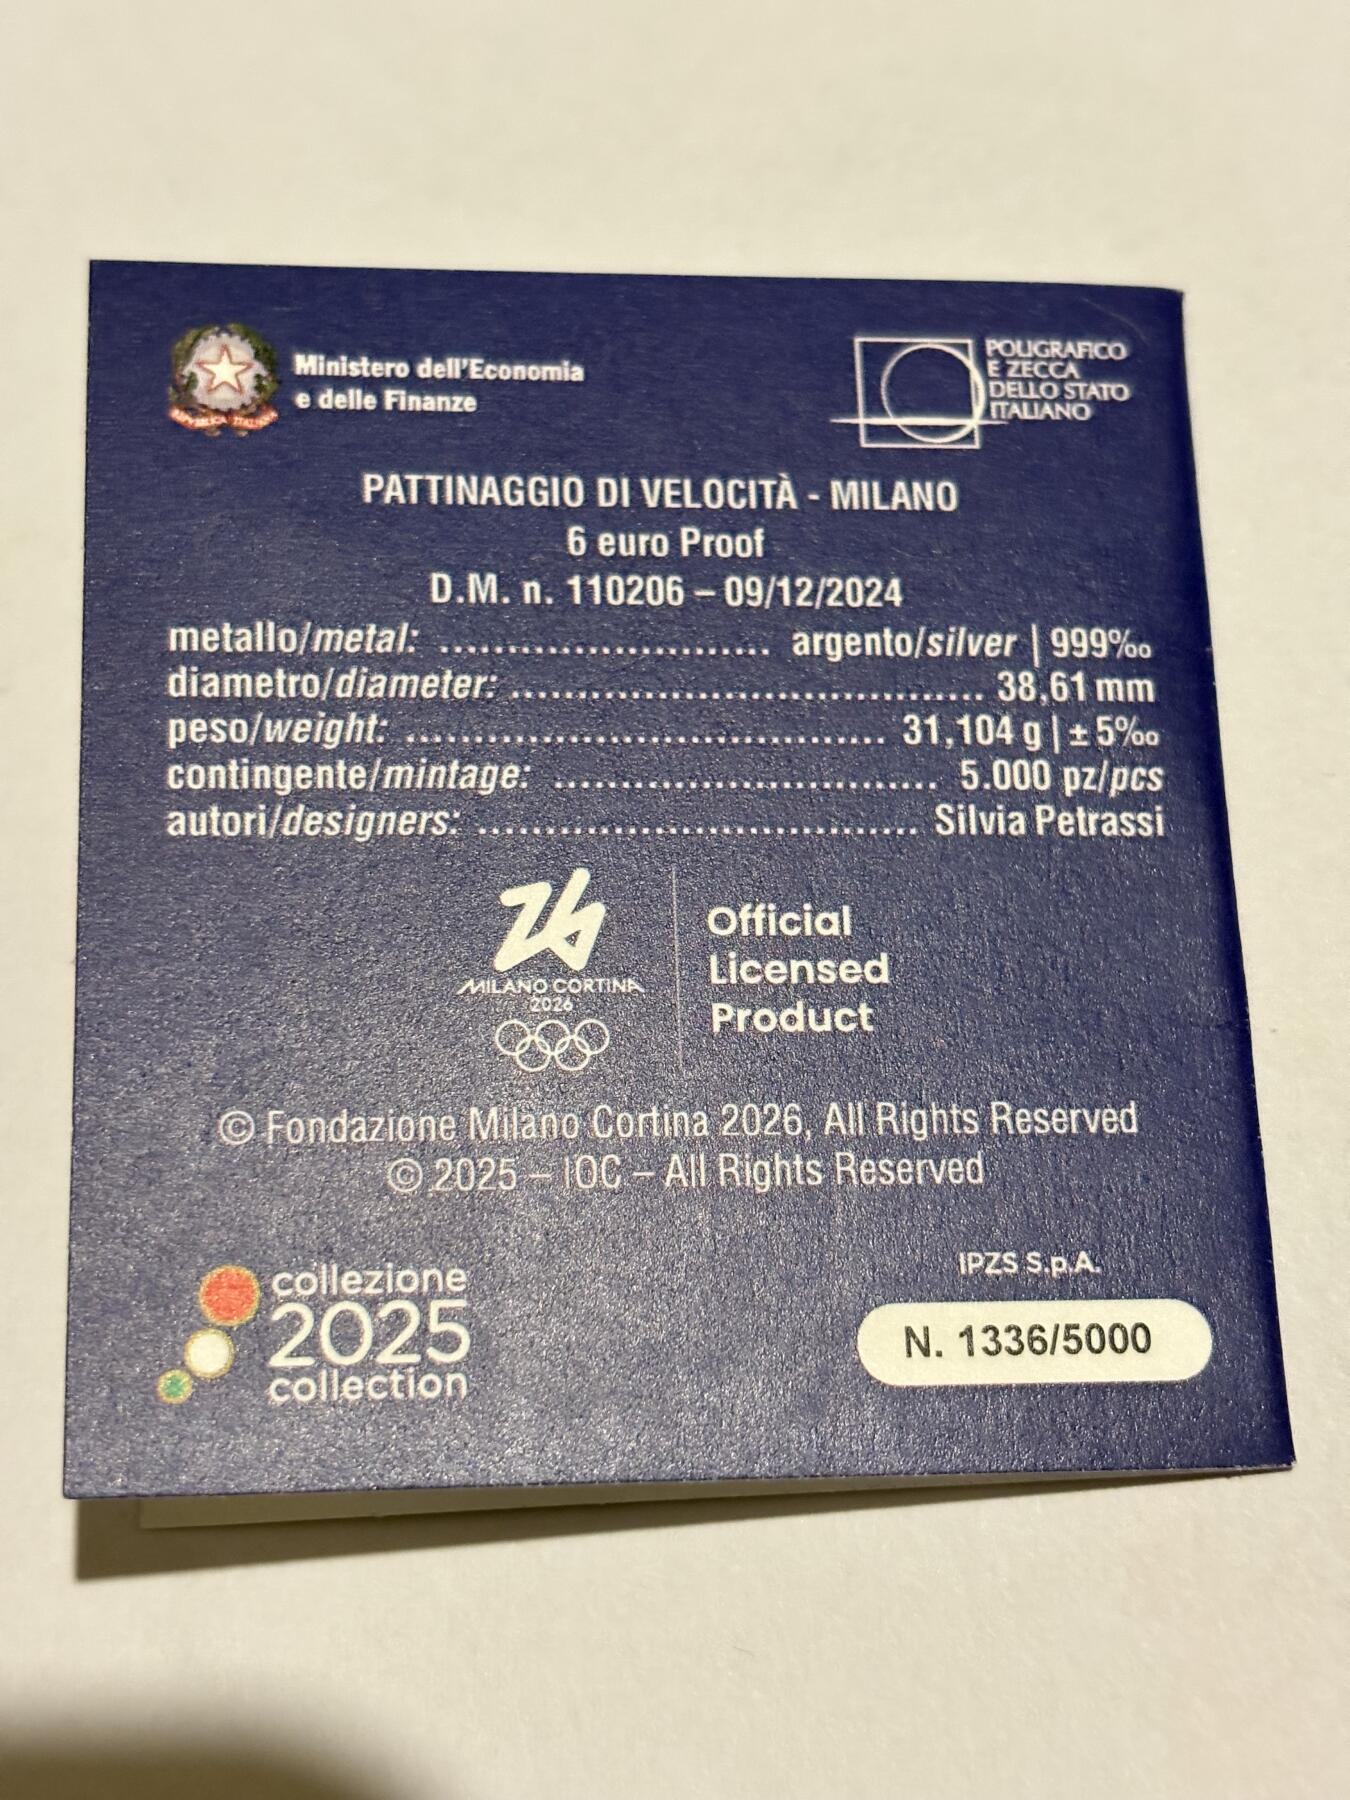 Ministero dell'Economia
e delle Finanze
POLIGRAFICO
E ZECCA
DELLO STATO
ITALIANO
REPUBBLICA ITALIANA
PATTINAGGIO DI VELOCITÀ - MILANO
6 euro Proof
D.M. n. 110206 – 09/12/2024
metallo/metal: ............................ argento/silver | 999‰
diametro/diameter: ........................................ 38,61 mm
peso/weight: ........................................ 31,104 g | ± 5‰
contingente/mintage: ................................ 5.000 pz/pcs
autori/designers: ..................................... Silvia Petrassi
26
MILANO CORTINA
2026
Official
Licensed
Product
© Fondazione Milano Cortina 2026, All Rights Reserved
© 2025 – IOC – All Rights Reserved
collezione
2025
collection
IPZS S.p.A.
N. 1336/5000